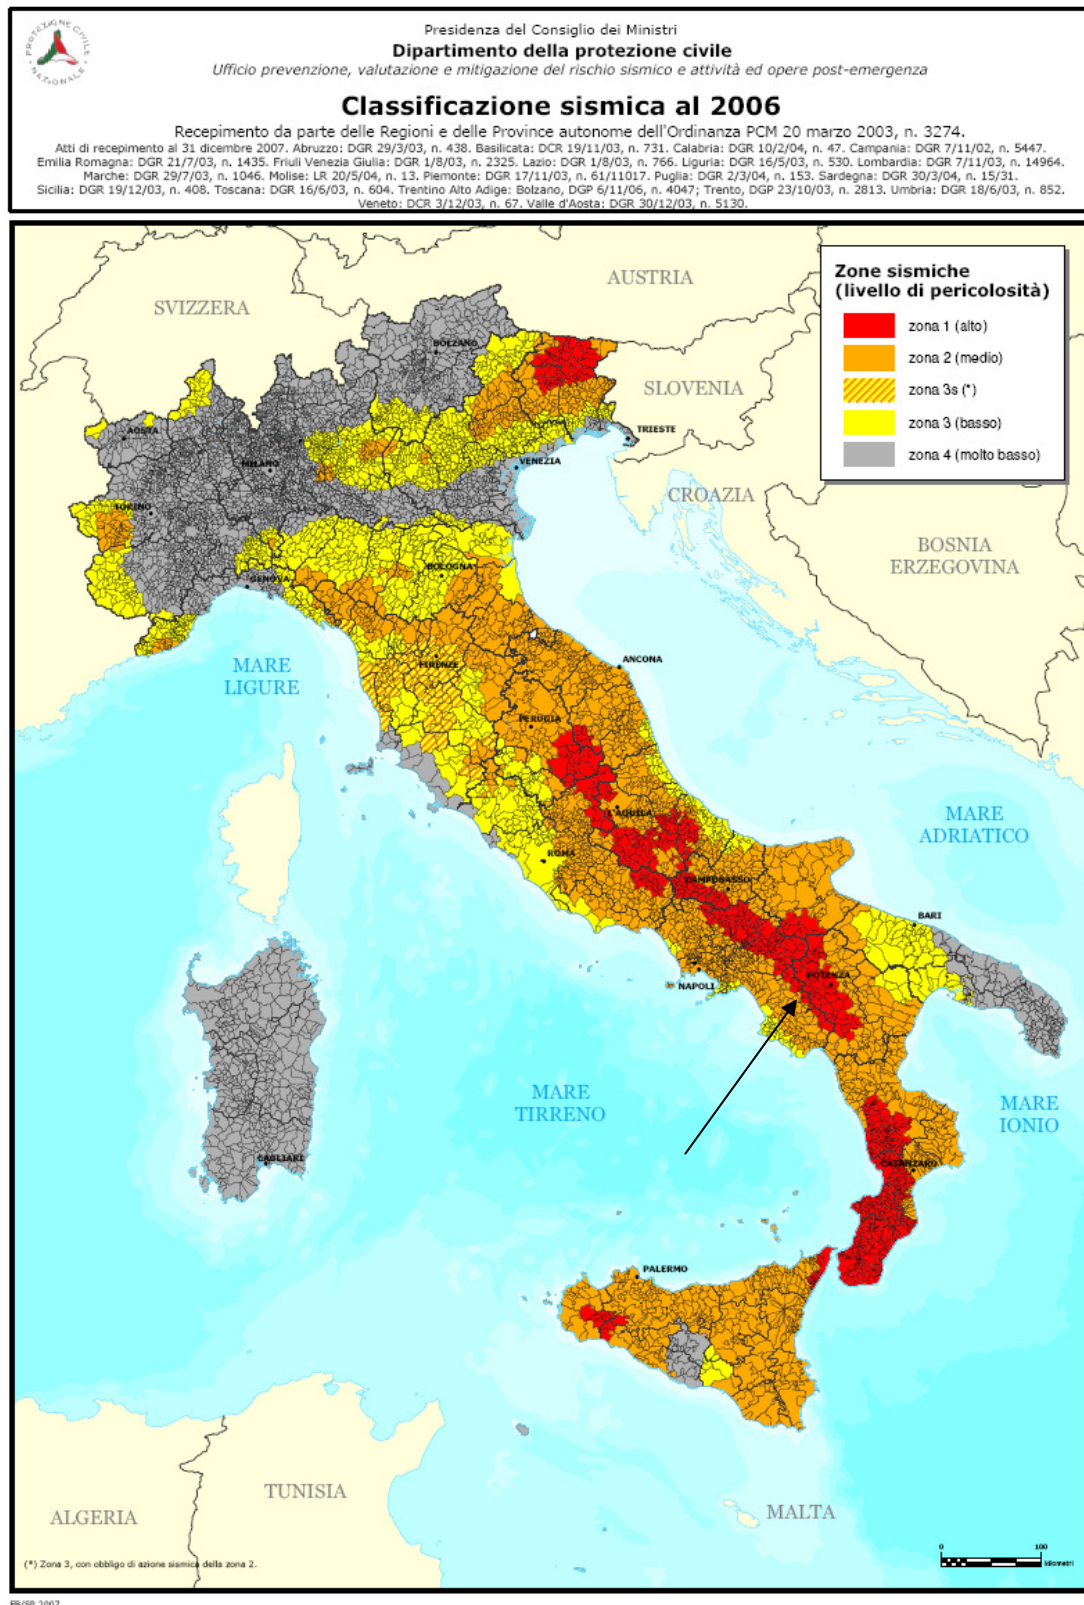 PROTEZIONE CIVILE
NAZIONALE
Presidenza del Consiglio dei Ministri
Dipartimento della protezione civile
Ufficio prevenzione, valutazione e mitigazione del rischio sismico e attività ed opere post-emergenza
Classificazione sismica al 2006
Recepimento da parte delle Regioni e delle Province autonome dell'Ordinanza PCM 20 marzo 2003, n. 3274.
Atti di recepimento al 31 dicembre 2007. Abruzzo: DGR 29/3/03, n. 438. Basilicata: DCR 19/11/03, n. 731. Calabria: DGR 10/2/04, n. 47. Campania: DGR 7/11/02, n. 5447.
Emilia Romagna: DGR 21/7/03, n. 1435. Friuli Venezia Giulia: DGR 1/8/03, n. 2325. Lazio: DGR 1/8/03, n. 766. Liguria: DGR 16/5/03, n. 530. Lombardia: DGR 7/11/03, n. 14964.
Marche: DGR 29/7/03, n. 1046. Molise: LR 20/5/04, n. 13. Piemonte: DGR 17/11/03, n. 61/11017. Puglia: DGR 2/3/04, n. 153. Sardegna: DGR 30/3/04, n. 15/31.
Sicilia: DGR 19/12/03, n. 408. Toscana: DGR 16/6/03, n. 604. Trentino Alto Adige: Bolzano, DGP 6/11/06, n. 4047; Trento, DGP 23/10/03, n. 2813. Umbria: DGR 18/6/03, n. 852.
Veneto: DCR 3/12/03, n. 67. Valle d'Aosta: DGR 30/12/03, n. 5130.
Zone sismiche
(livello di pericolosità)
zona 1 (alto)
zona 2 (medio)
zona 3s (*)
zona 3 (basso)
zona 4 (molto basso)
AUSTRIA
SVIZZERA
BOLZANO
SLOVENIA
AOSTA
TRIESTE
MILANO
VENEZIA
CROAZIA
TORINO
BOSNIA
ERZEGOVINA
BOLOGNA
GENOVA
MARE
LIGURE
FIRENZE
ANCONA
PERUGIA
L'AQUILA
MARE
ADRIATICO
ROMA
CAMPOBASSO
BARI
NAPOLI
POTENZA
MARE
TIRRENO
MARE
IONIO
CAGLIARI
CATANZARO
PALERMO
TUNISIA
ALGERIA
MALTA
(*) Zona 3, con obbligo di azione sismica della zona 2.
0 100
kilometri